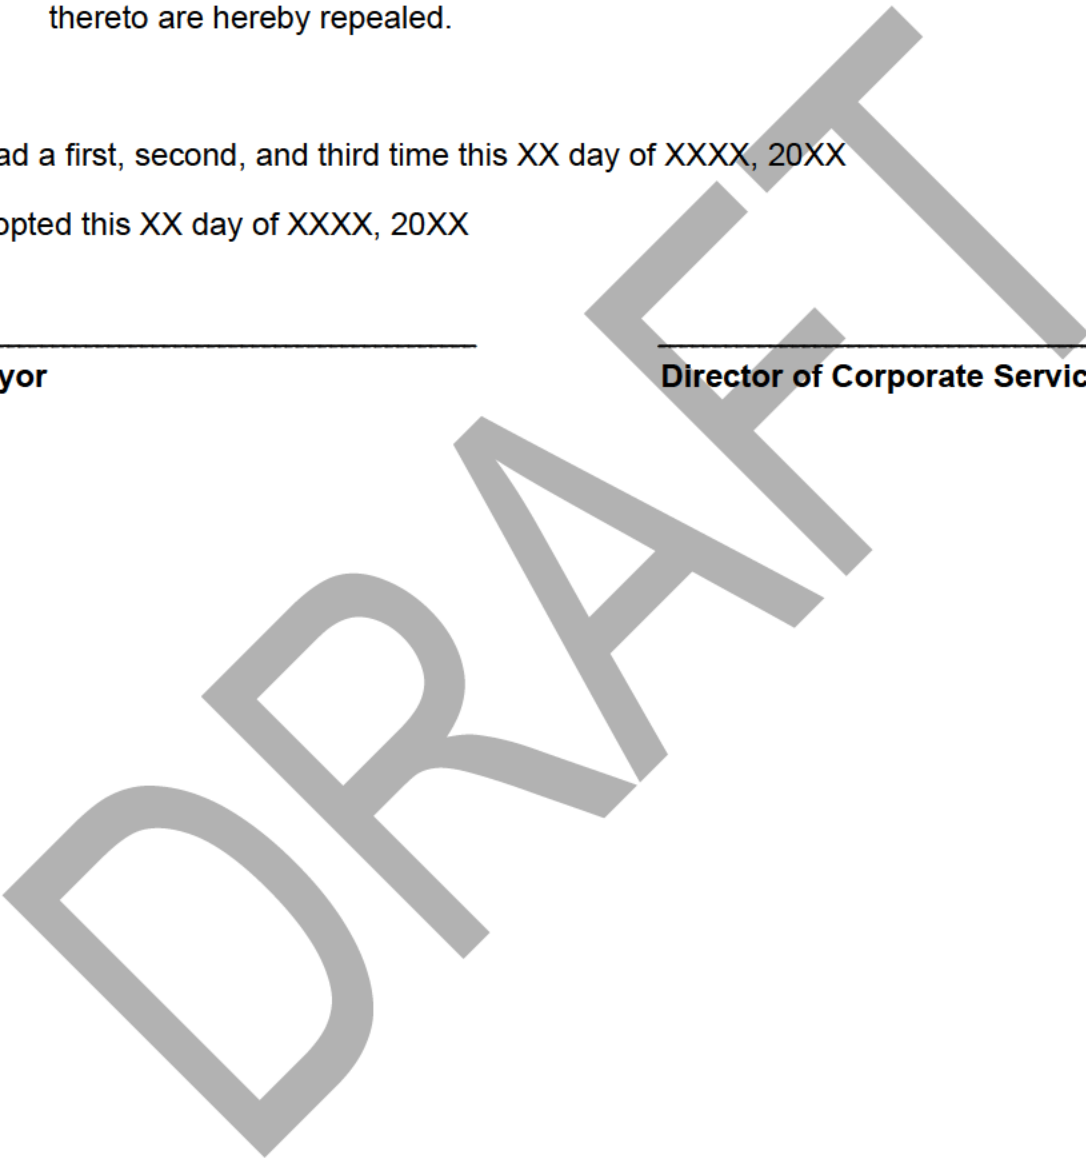 thereto are hereby repealed.
ad a first, second, and third time this XX day of XXXX, 20XX
opted this XX day of XXXX, 20XX
yor
Director of Corporate Servic
DRAFT